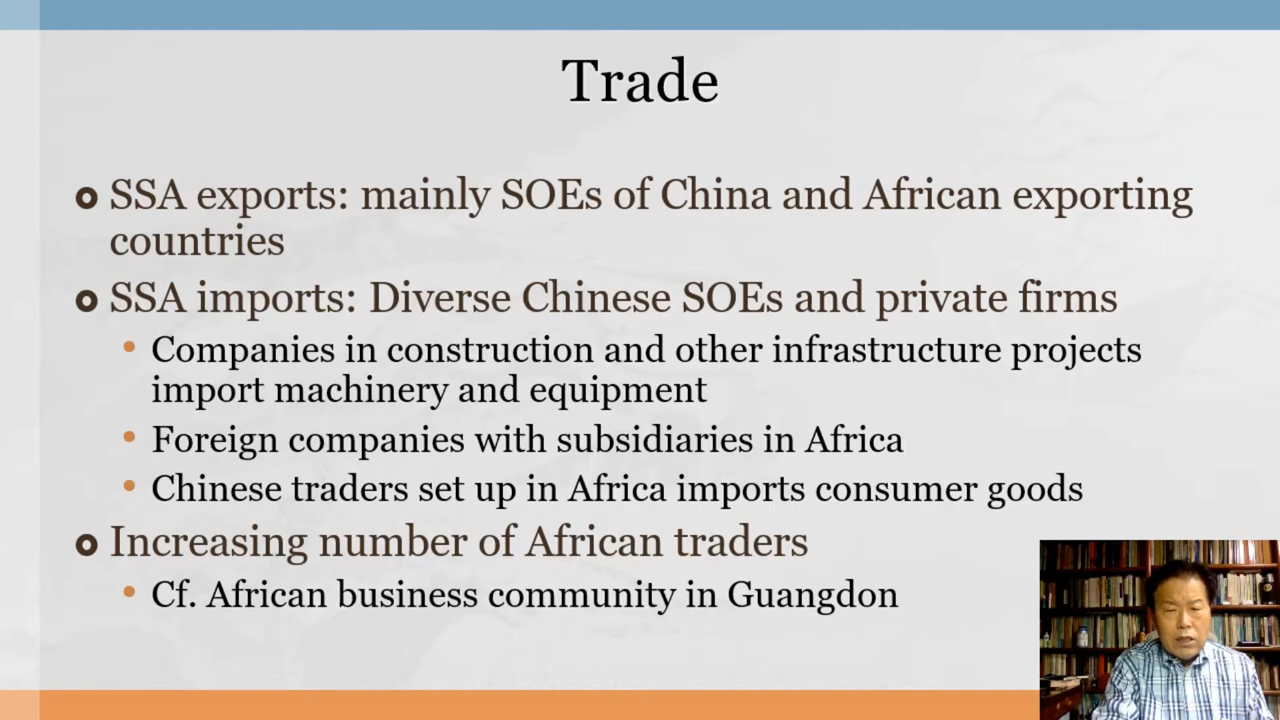 Trade
SSA exports: mainly SOEs of China and African exporting
countries
SSA imports: Diverse Chinese SOEs and private firms
Companies in construction and other infrastructure projects
import machinery and equipment
Foreign companies with subsidiaries in Africa
Chinese traders set up in Africa imports consumer goods
Increasing number of African traders
Cf. African business community in Guangdon